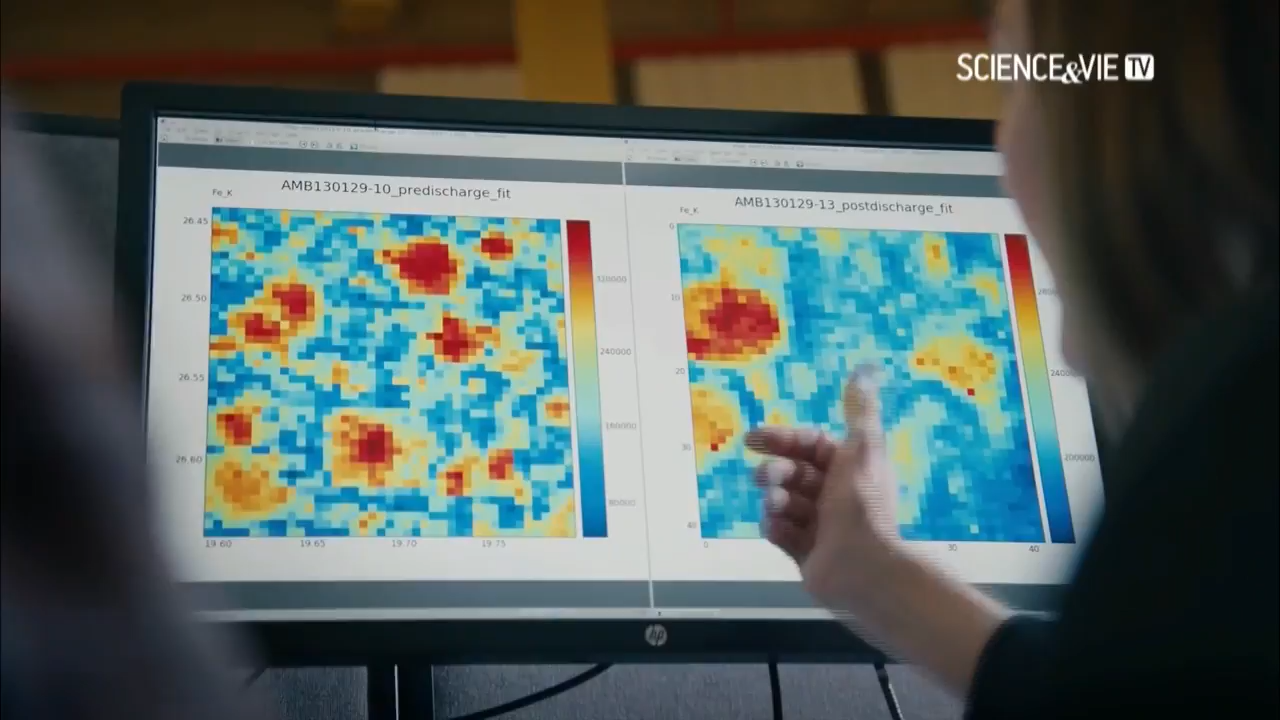 SCIENCE&VIE TV
AMB130129-10_predischarge_fit
Fe_K
26.45
26.50
26.55
26.60
19.60 19.65 19.70 19.75
320000
240000
160000
80000
AMB130129-13_postdischarge_fit
Fe_K
0
10
20
30
40
0 30 40
200000
hp